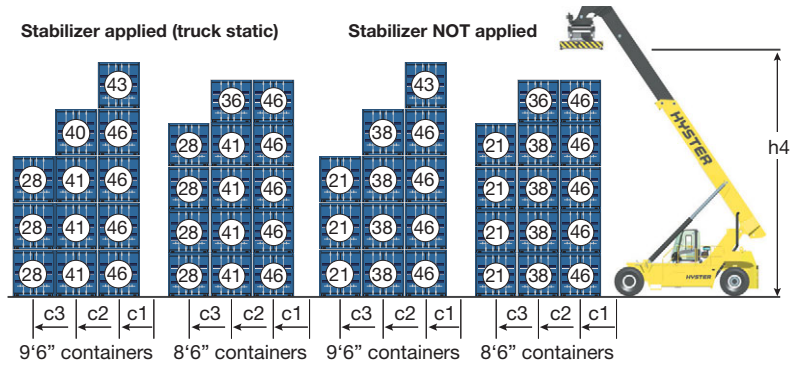 Stabilizer applied (truck static) Stabilizer NOT applied
43 43
36 46 36 46
40 46 38 46
28 41 46 28 41 46 21 38 46
28 41 46 28 41 46 21 38 46 21 38 46
28 41 46 28 41 46 21 38 46 21 38 46
28 41 46 28 41 46 21 38 46 21 38 46
HYSTER
h4
HYSTER
c3 c2 c1 c3 c2 c1 c3 c2 c1 c3 c2 c1
9‘6” containers 8‘6” containers 9‘6” containers 8‘6” containers